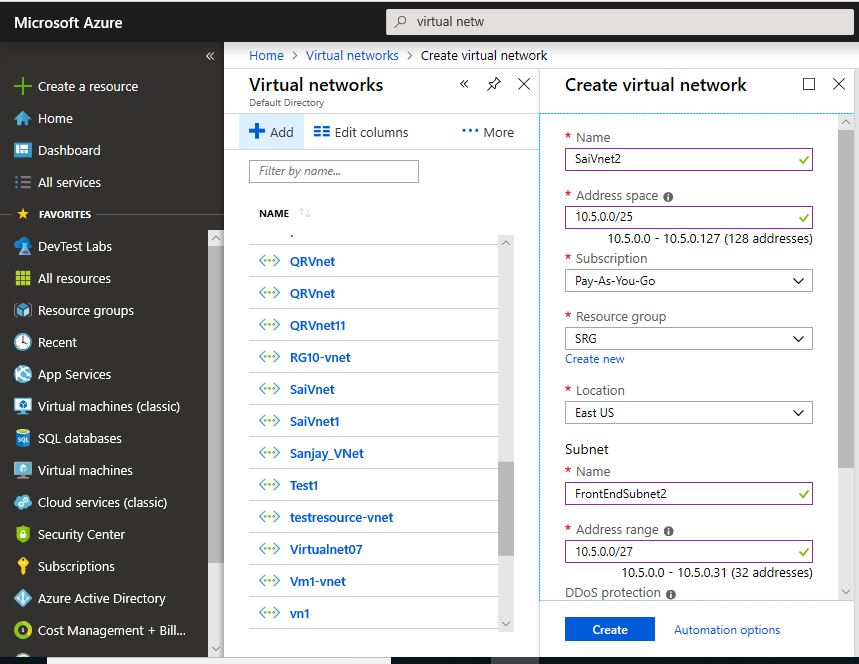 Microsoft Azure
virtual netw
Home > Virtual networks > Create virtual network
Create a resource
Home
Dashboard
All services
FAVORITES
DevTest Labs
All resources
Resource groups
Recent
App Services
Virtual machines (classic)
SQL databases
Virtual machines
Cloud services (classic)
Security Center
Subscriptions
Azure Active Directory
Cost Management + Bill...
Virtual networks
Default Directory
Add
Edit columns
More
Filter by name...
NAME
QRVnet
QRVnet
QRVnet11
RG10-vnet
SaiVnet
SaiVnet1
Sanjay_VNet
Test1
testresource-vnet
Virtualnet07
Vm1-vnet
vn1
Create virtual network
* Name
SaiVnet2
* Address space
10.5.0.0/25
10.5.0.0 - 10.5.0.127 (128 addresses)
* Subscription
Pay-As-You-Go
* Resource group
SRG
Create new
* Location
East US
Subnet
* Name
FrontEndSubnet2
* Address range
10.5.0.0/27
10.5.0.0 - 10.5.0.31 (32 addresses)
DDoS protection
Create
Automation options